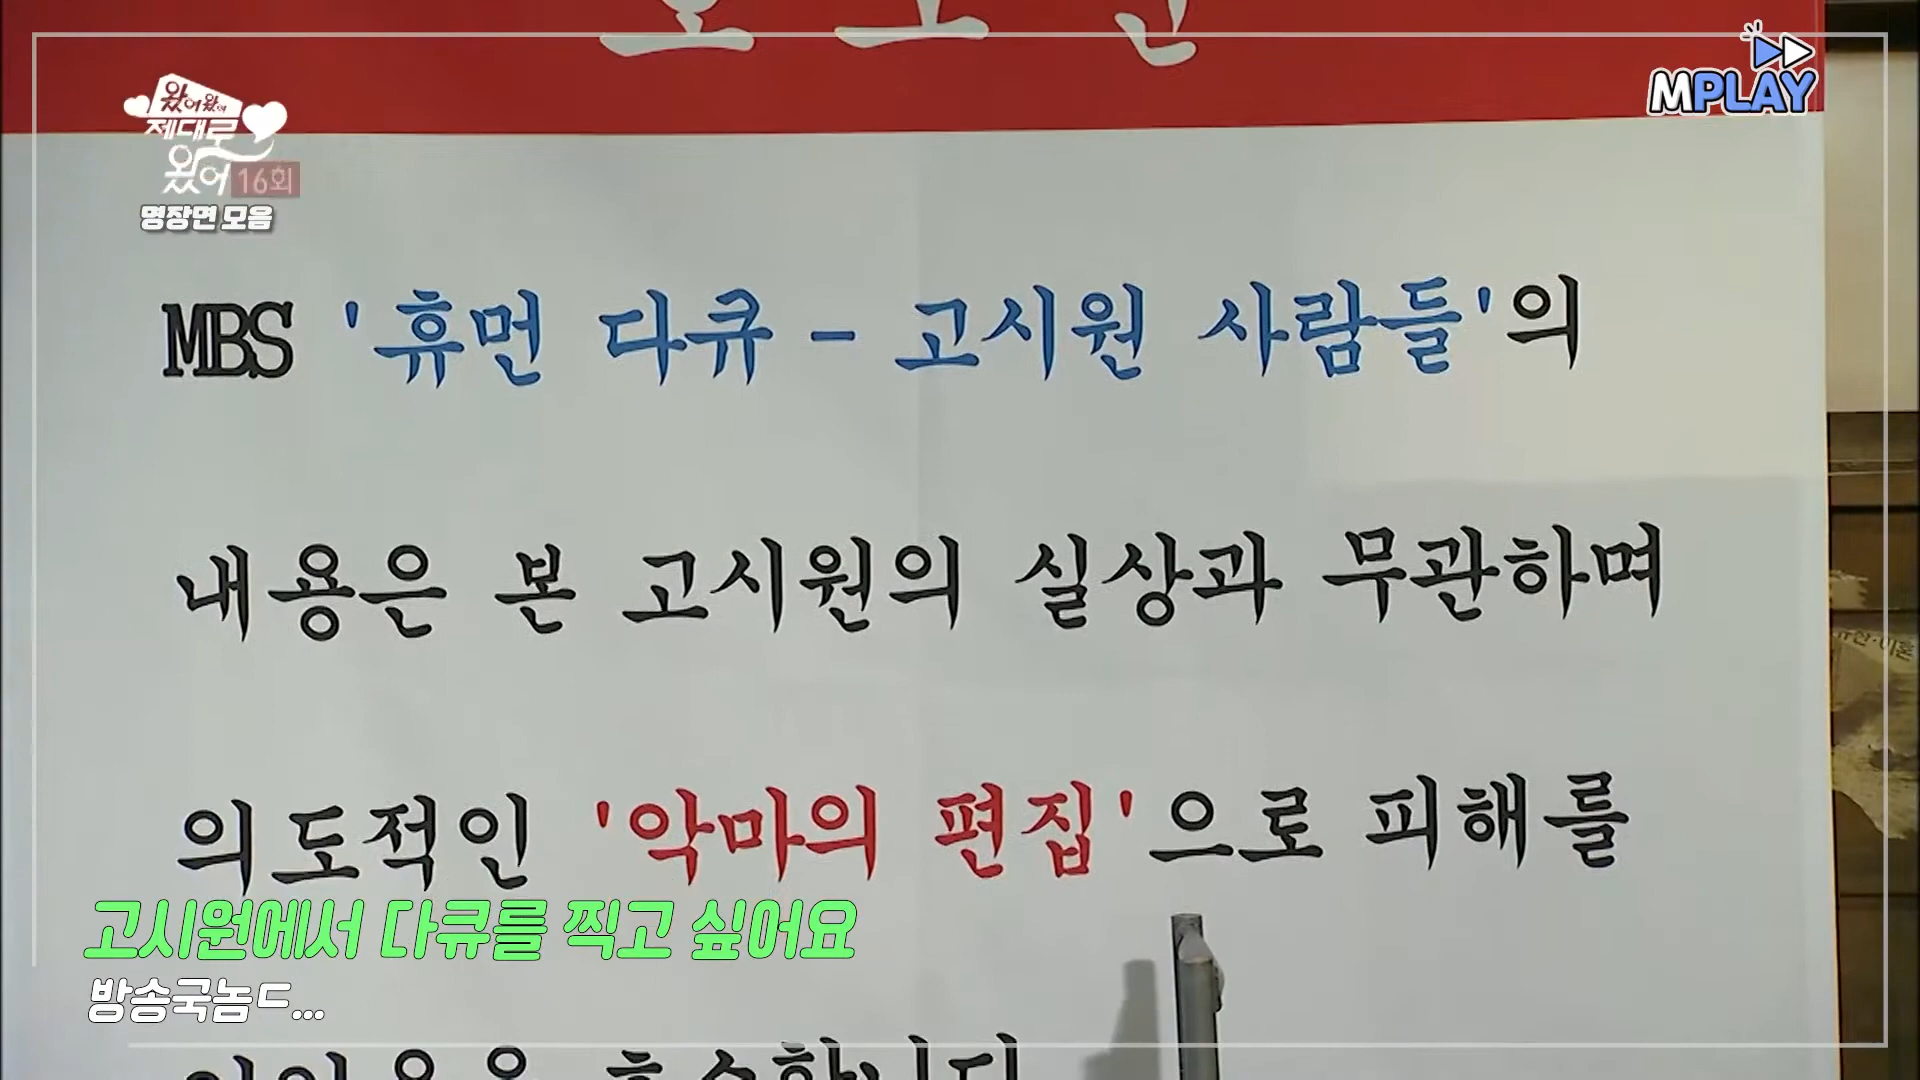 왔어왔어
제대로
왔어 16회
명장면 모음
MPLAY
MBS '휴먼 다큐 - 고시원 사람들'의
내용은 본 고시원의 실상과 무관하며
의도적인 '악마의 편집'으로 피해를
고시원에서 다큐를 찍고 싶어요
방송국놈ㄷ...